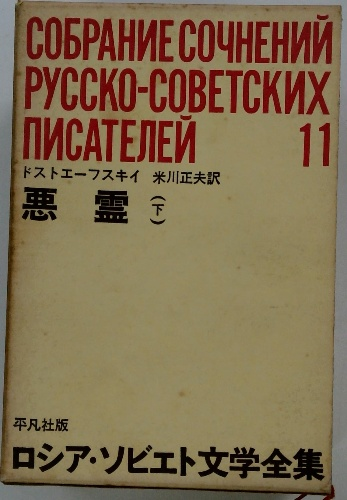 СОБРАНИЕ СОЧНЕНИЙ
РУССКО-СОВЕТСКИХ
ПИСАТЕЛЕЙ 11
ドストエーフスキイ 米川正夫訳
悪霊（下）
平凡社版
ロシア・ソビエト文学全集